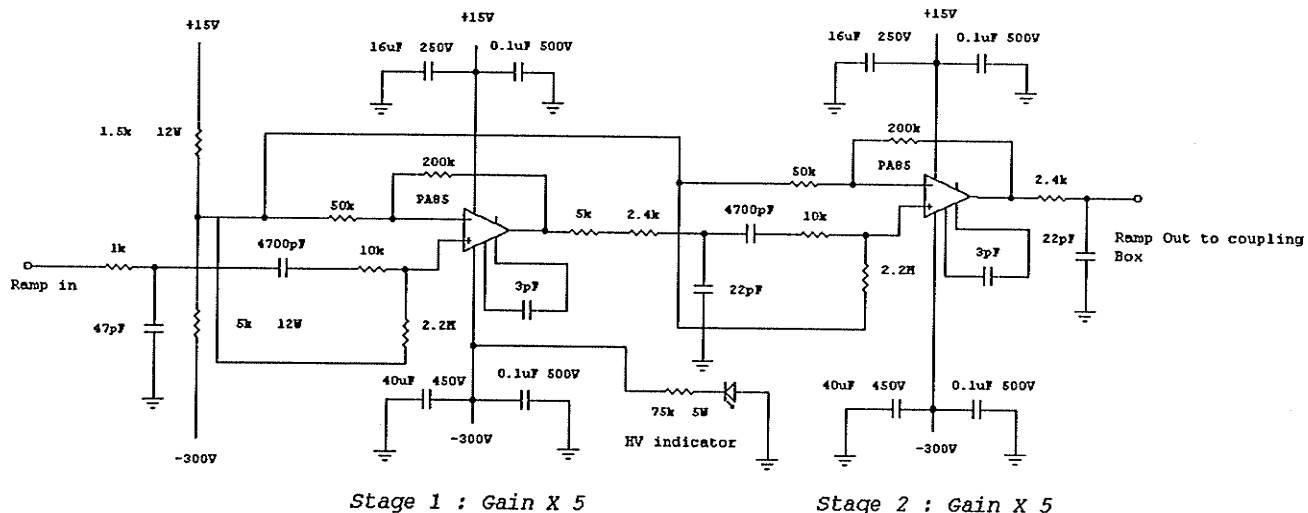 +15V
+15V
+15V
16uF 250V
0.1uF 500V
16uF 250V
0.1uF 500V
1.5k 12W
200k
PA85
50k
4700pF
10k
1k
Ramp in
47pF
5k 12W
2.2M
3pF
5k
2.4k
22pF
200k
PA85
50k
4700pF
10k
2.2M
3pF
2.4k
22pF
Ramp Out to coupling
Box
40uF 450V
0.1uF 500V
75k 5W
HV indicator
40uF 450V
0.1uF 500V
-300V
-300V
-300V
Stage 1 : Gain X 5
Stage 2 : Gain X 5